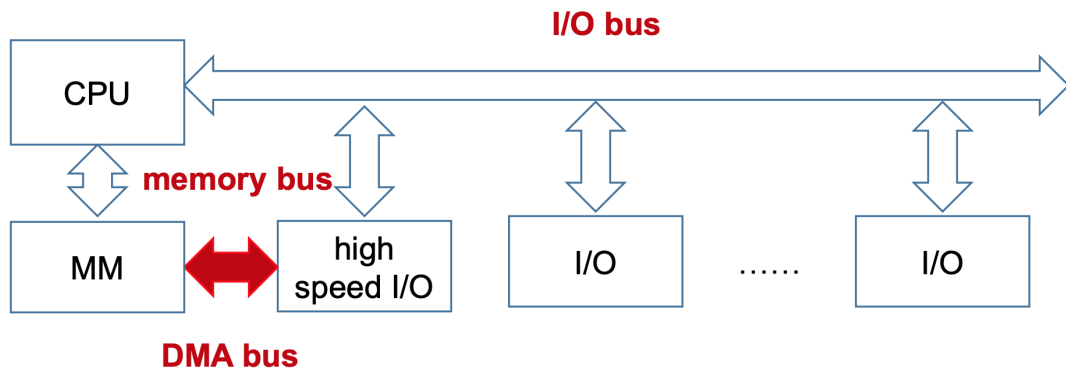 I/O bus
CPU
memory bus
MM
high
speed I/O
I/O
......
I/O
DMA bus